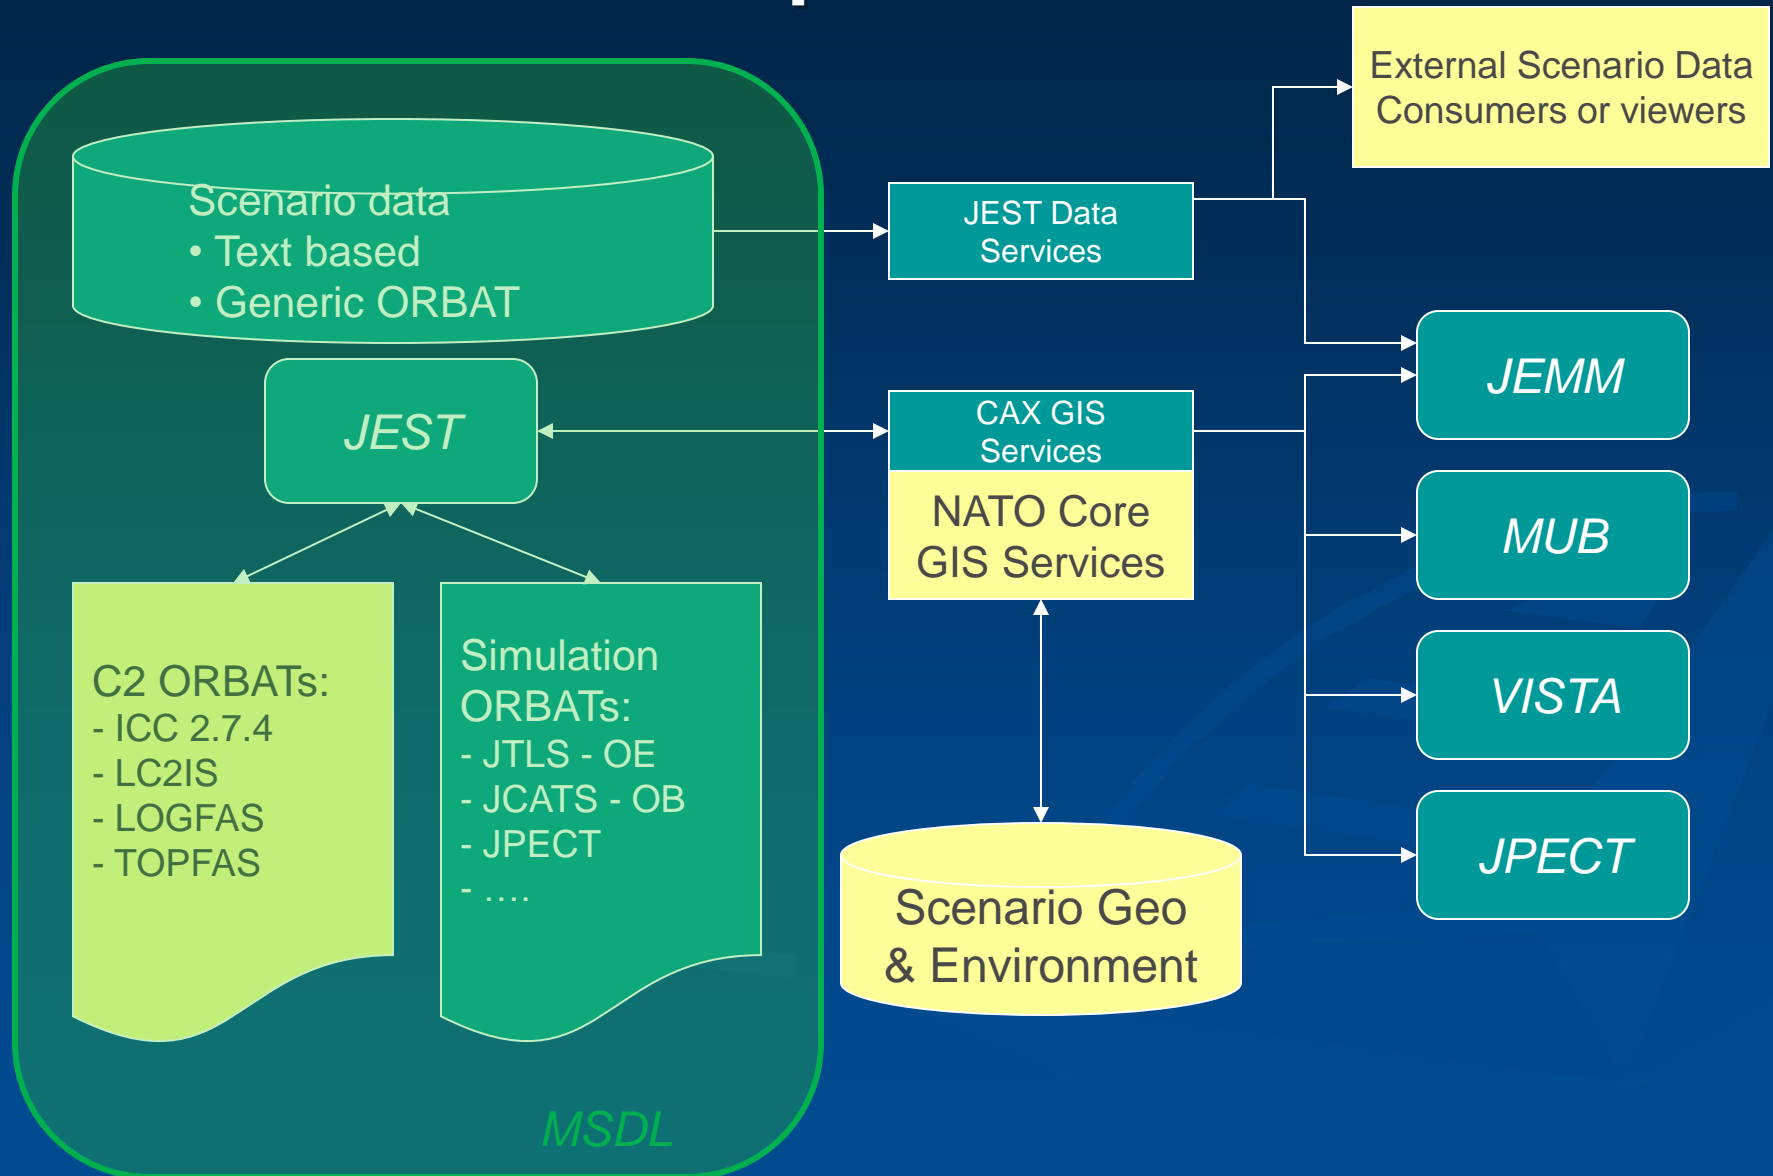 External Scenario Data
Consumers or viewers
Scenario data
• Text based
• Generic ORBAT
JEST Data
Services
JEST
CAX GIS
Services
NATO Core
GIS Services
JEMM
MUB
VISTA
JPECT
C2 ORBATs:
- ICC 2.7.4
- LC2IS
- LOGFAS
- TOPFAS
Simulation
ORBATs:
- JTLS - OE
- JCATS - OB
- JPECT
- ....
Scenario Geo
& Environment
MSDL